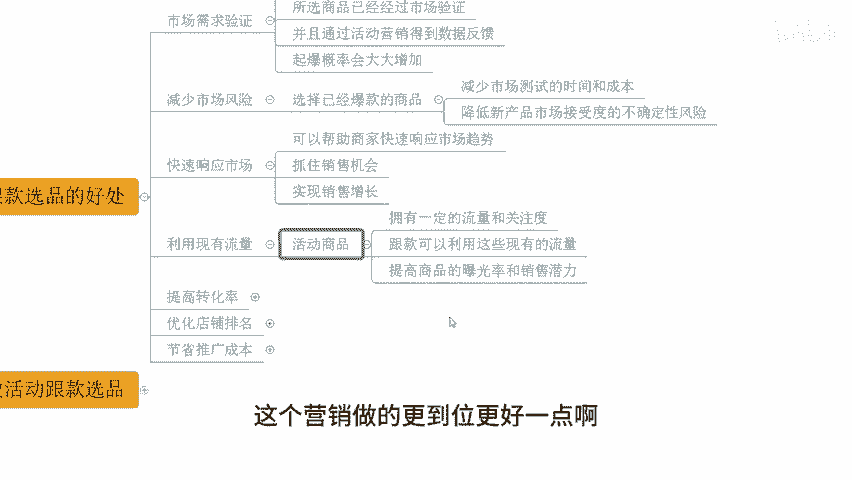 市场需求验证
所选商品已经经过市场验证
并且通过活动营销得到数据反馈
起爆概率会大大增加
减少市场风险
选择已经爆款的商品
减少市场测试的时间和成本
降低新产品市场接受度的不确定性风险
快速响应市场
可以帮助商家快速响应市场趋势
抓住销售机会
实现销售增长
款选品的好处
利用现有流量
活动商品
拥有一定的流量和关注度
跟款可以利用这些现有的流量
提高商品的曝光率和销售潜力
提高转化率
优化店铺排名
节省推广成本
活动跟款选品
这个营销做的更到位更好一点啊